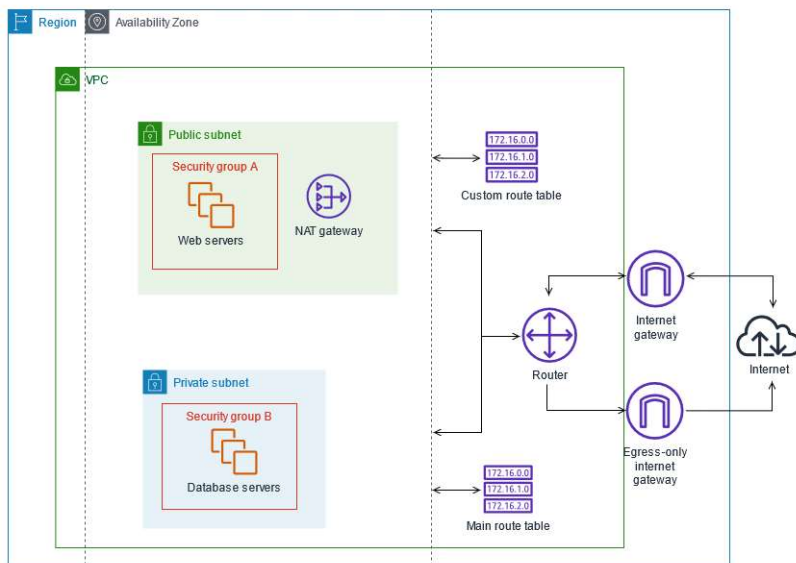 Region
Availability Zone
VPC
Public subnet
Security group A
Web servers
NAT gateway
172.16.0.0
172.16.1.0
172.16.2.0
Custom route table
Internet
gateway
Router
Internet
Private subnet
Security group B
Database servers
Egress-only
internet
gateway
172.16.0.0
172.16.1.0
172.16.2.0
Main route table